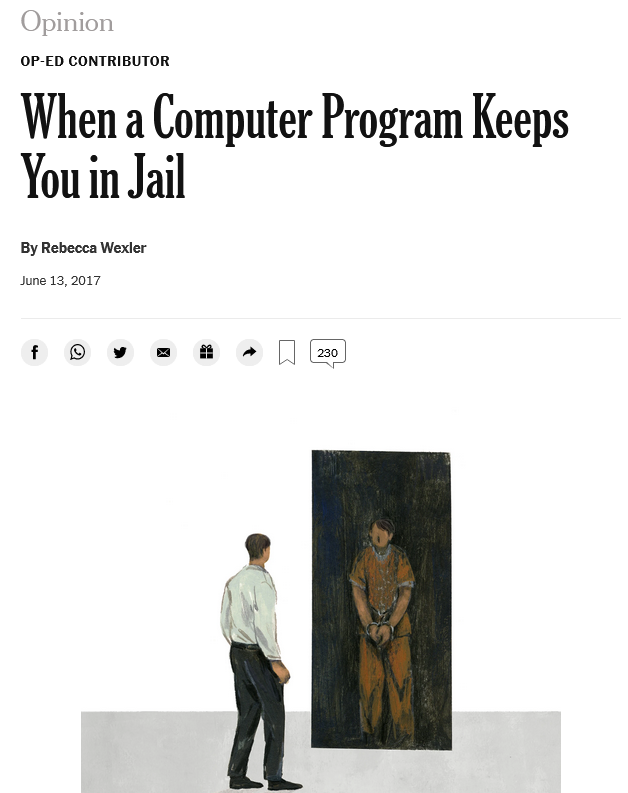 Opinion
OP-ED CONTRIBUTOR
When a Computer Program Keeps
You in Jail
By Rebecca Wexler
June 13, 2017
230